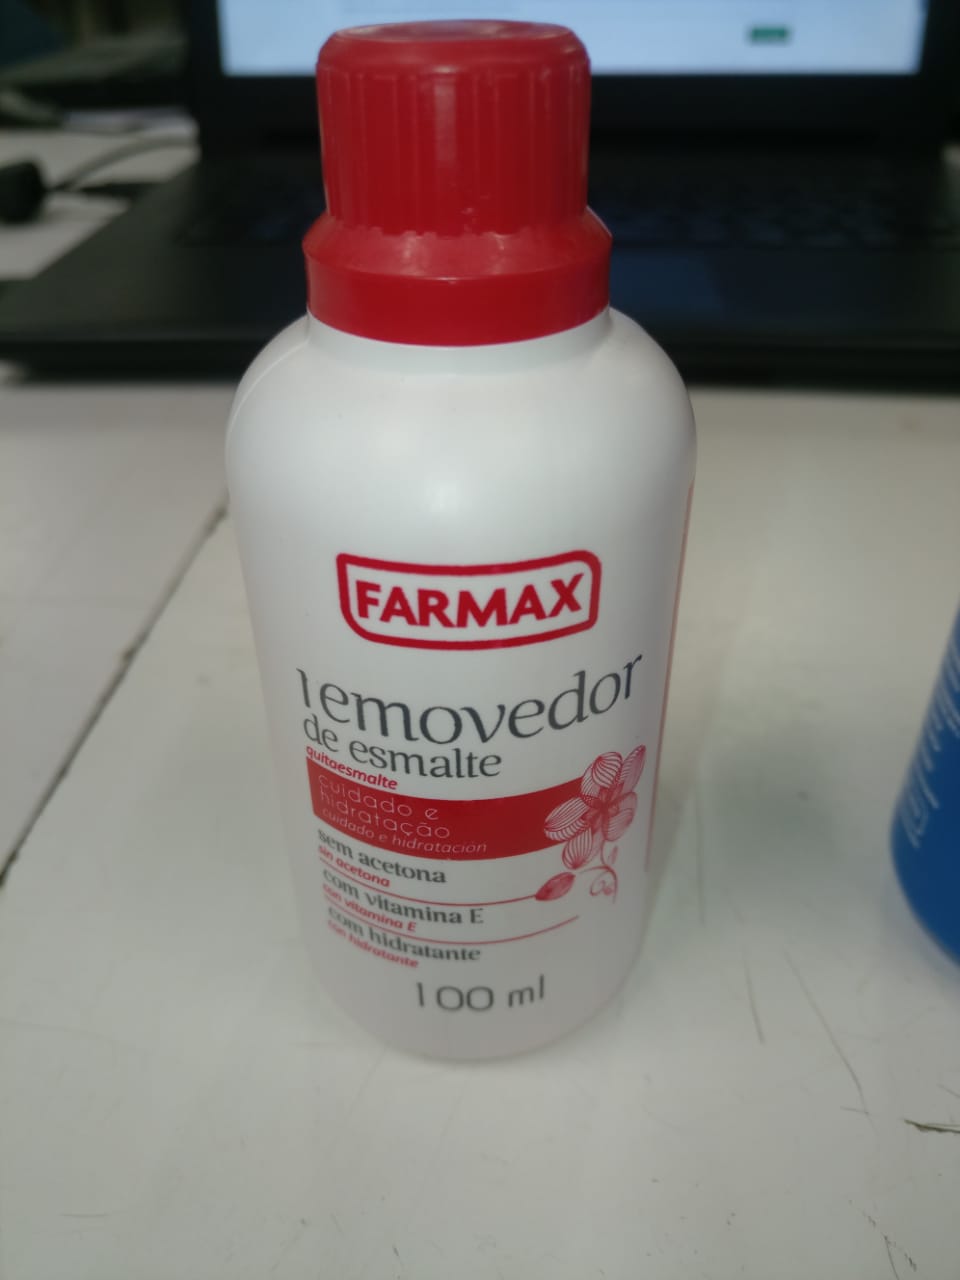 FARMAX
removedor
de esmalte
quitaesmalte
cuidado e
hidratação
cuidado e hidratación
sem acetona
sin acetona
com vitamina E
con vitamina E
com hidratante
con hidratante
100 ml